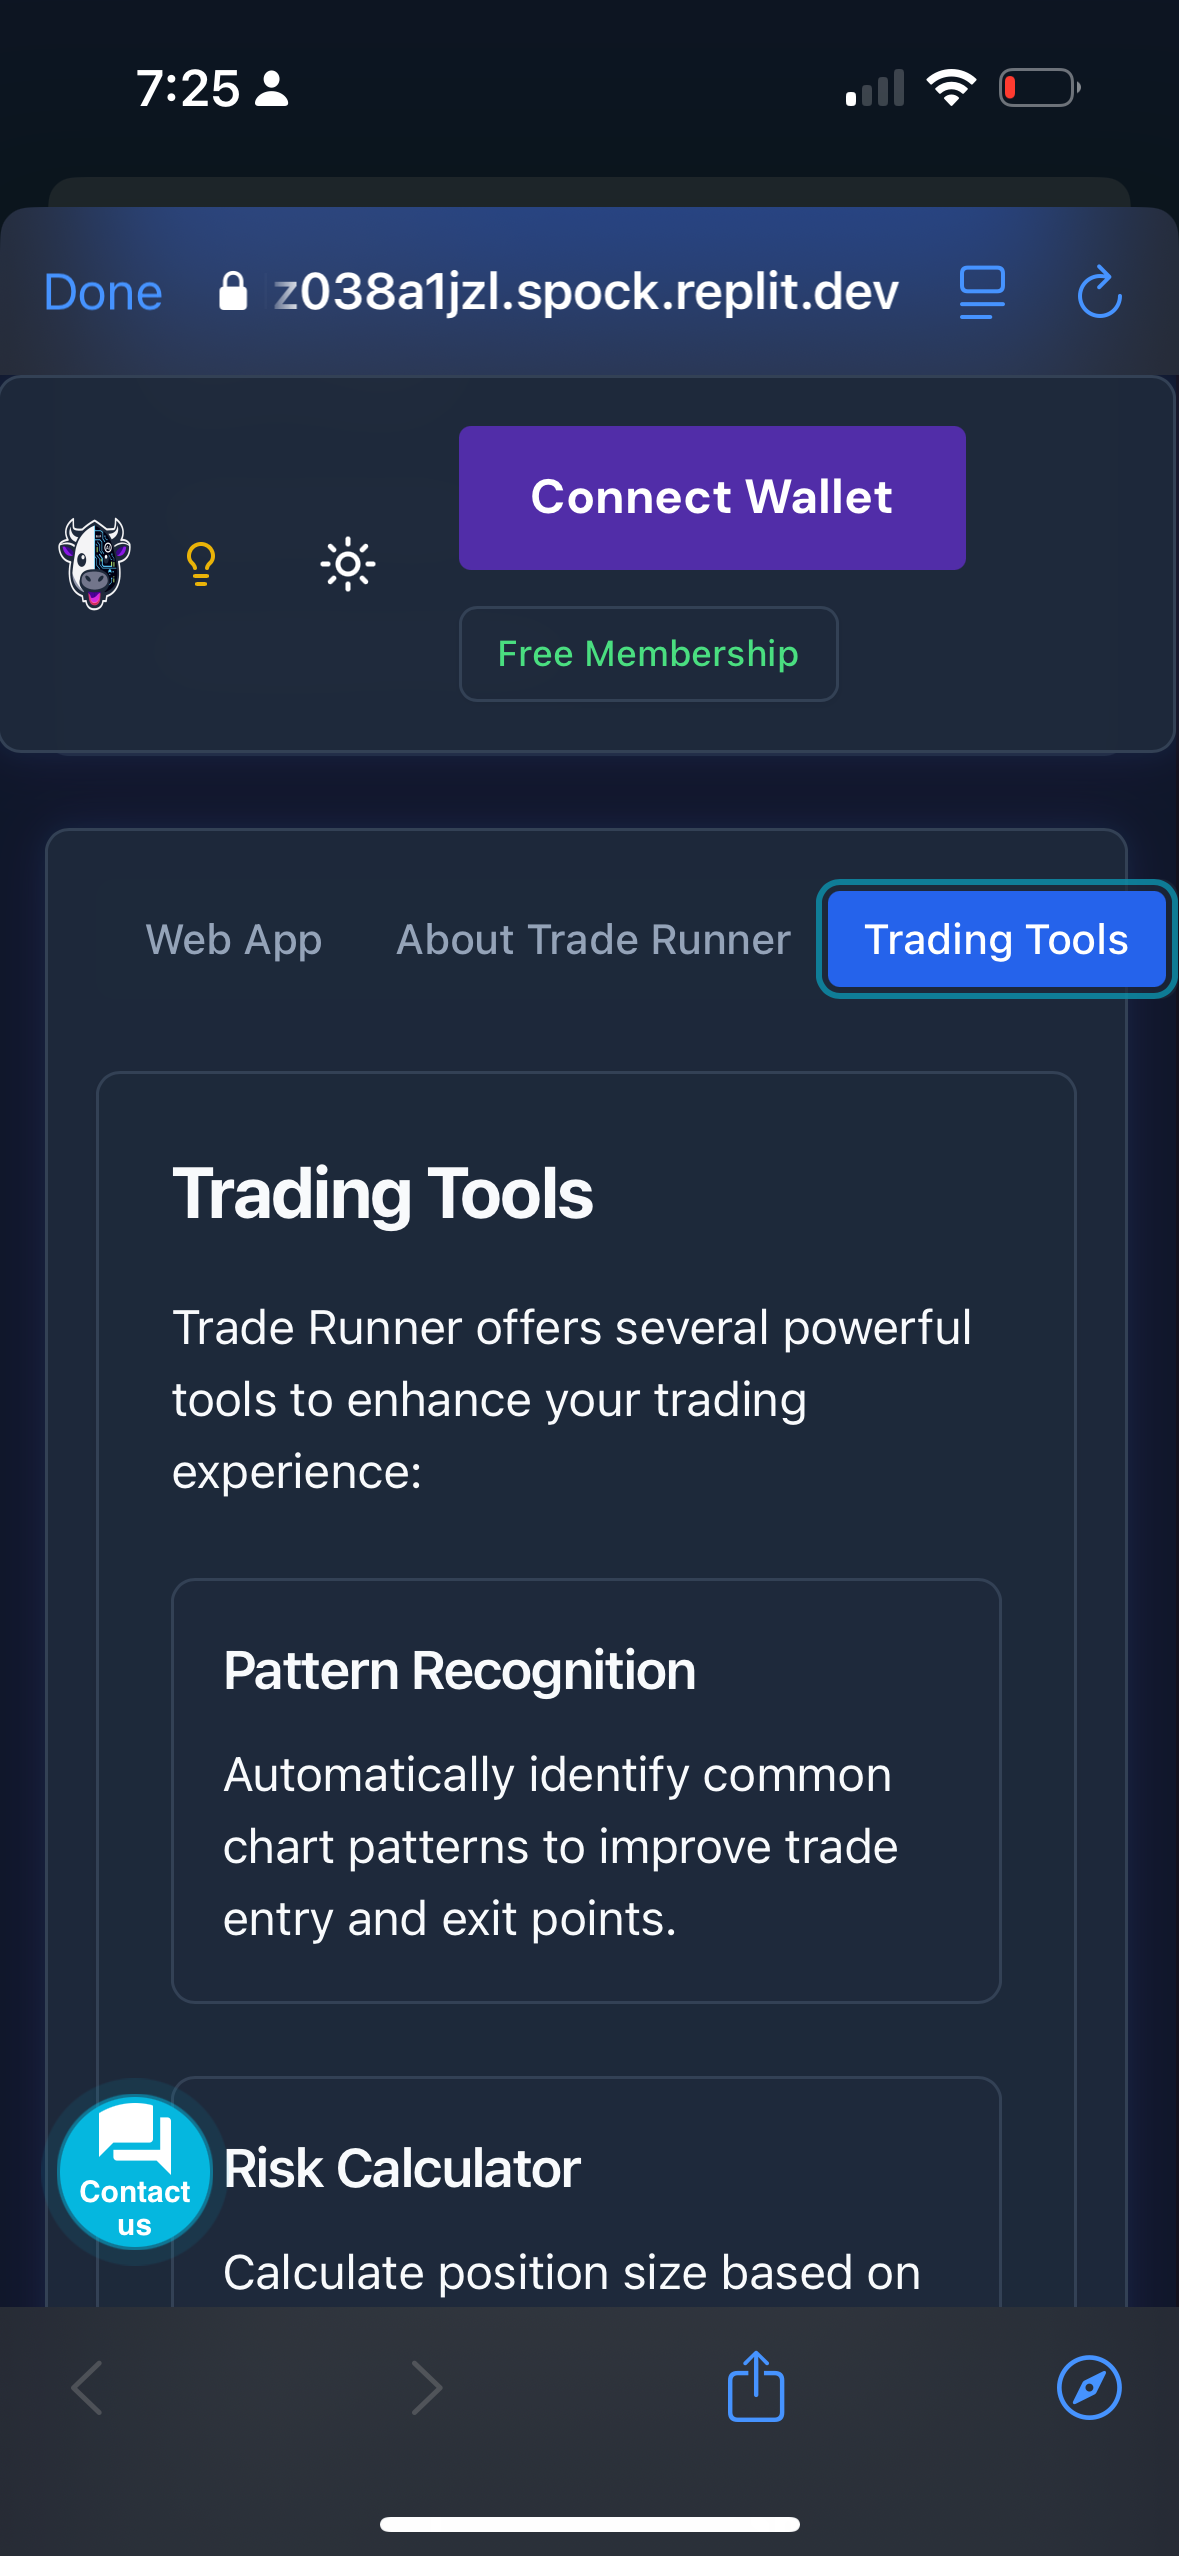 7:25
Done
z038a1jzl.spock.replit.dev
Connect Wallet
Free Membership
Web App
About Trade Runner
Trading Tools
Trading Tools
Trade Runner offers several powerful
tools to enhance your trading
experience:
Pattern Recognition
Automatically identify common
chart patterns to improve trade
entry and exit points.
Risk Calculator
Calculate position size based on
Contact
us